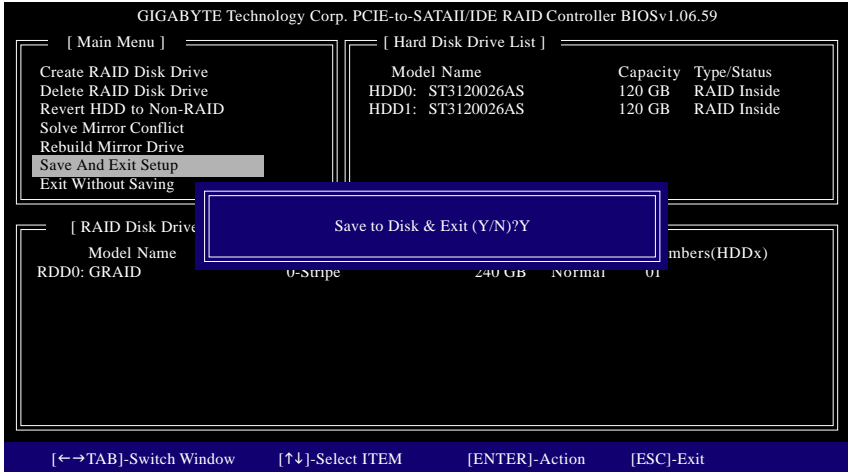 GIGABYTE Technology Corp. PCIE-to-SATAII/IDE RAID Controller BIOSv1.06.59
[ Main Menu ]
Create RAID Disk Drive
Delete RAID Disk Drive
Revert HDD to Non-RAID
Solve Mirror Conflict
Rebuild Mirror Drive
Save And Exit Setup
Exit Without Saving
[ Hard Disk Drive List ]
Model Name Capacity Type/Status
HDD0: ST3120026AS 120 GB RAID Inside
HDD1: ST3120026AS 120 GB RAID Inside
Save to Disk & Exit (Y/N)?Y
[ RAID Disk Drive
Model Name mbers(HDDx)
RDD0: GRAID 0-Stripe 240 GB Normal 01
[←→TAB]-Switch Window [↑↓]-Select ITEM [ENTER]-Action [ESC]-Exit